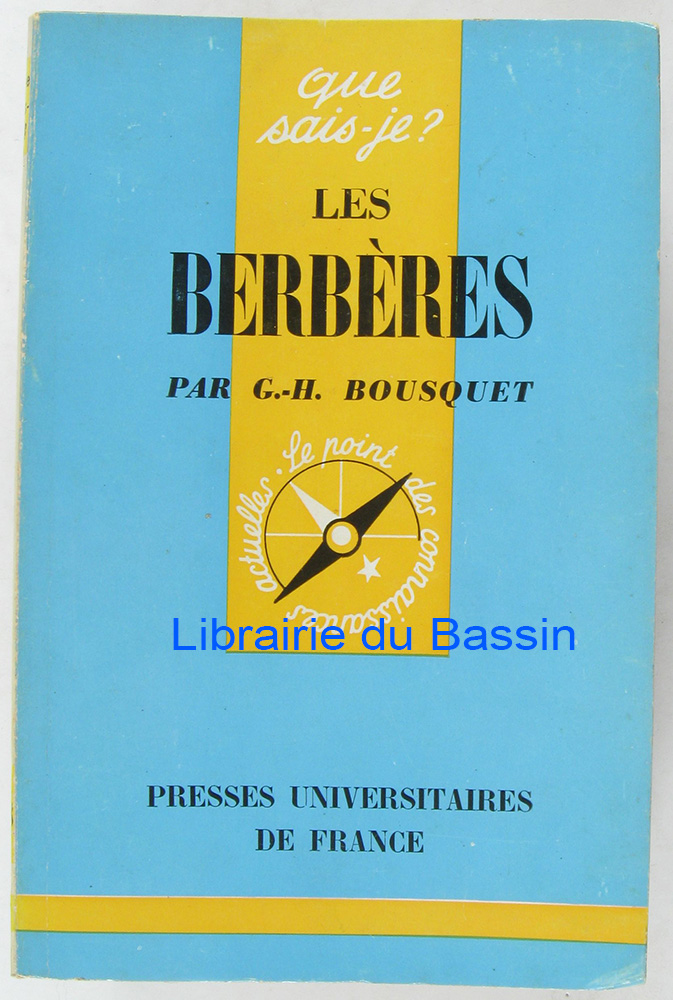 que
sais-je?
LES
BERBÈRES
PAR G.-H. BOUSQUET
Le point des connaissances actuelles.
Librairie du Bassin
PRESSES UNIVERSITAIRES
DE FRANCE